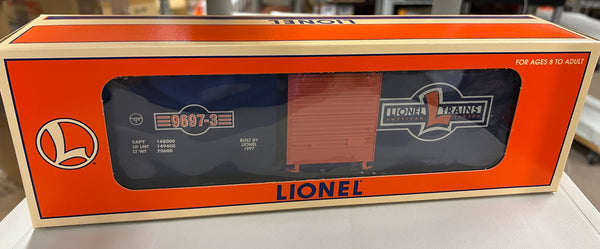 LIONEL
FOR AGES 8 TO ADULT
L
9697-3
CAPY 148000
LD LMT 149400
LT WT 70600
BUILT BY
LIONEL
1997
LIONEL TRAINS
L
LIONEL